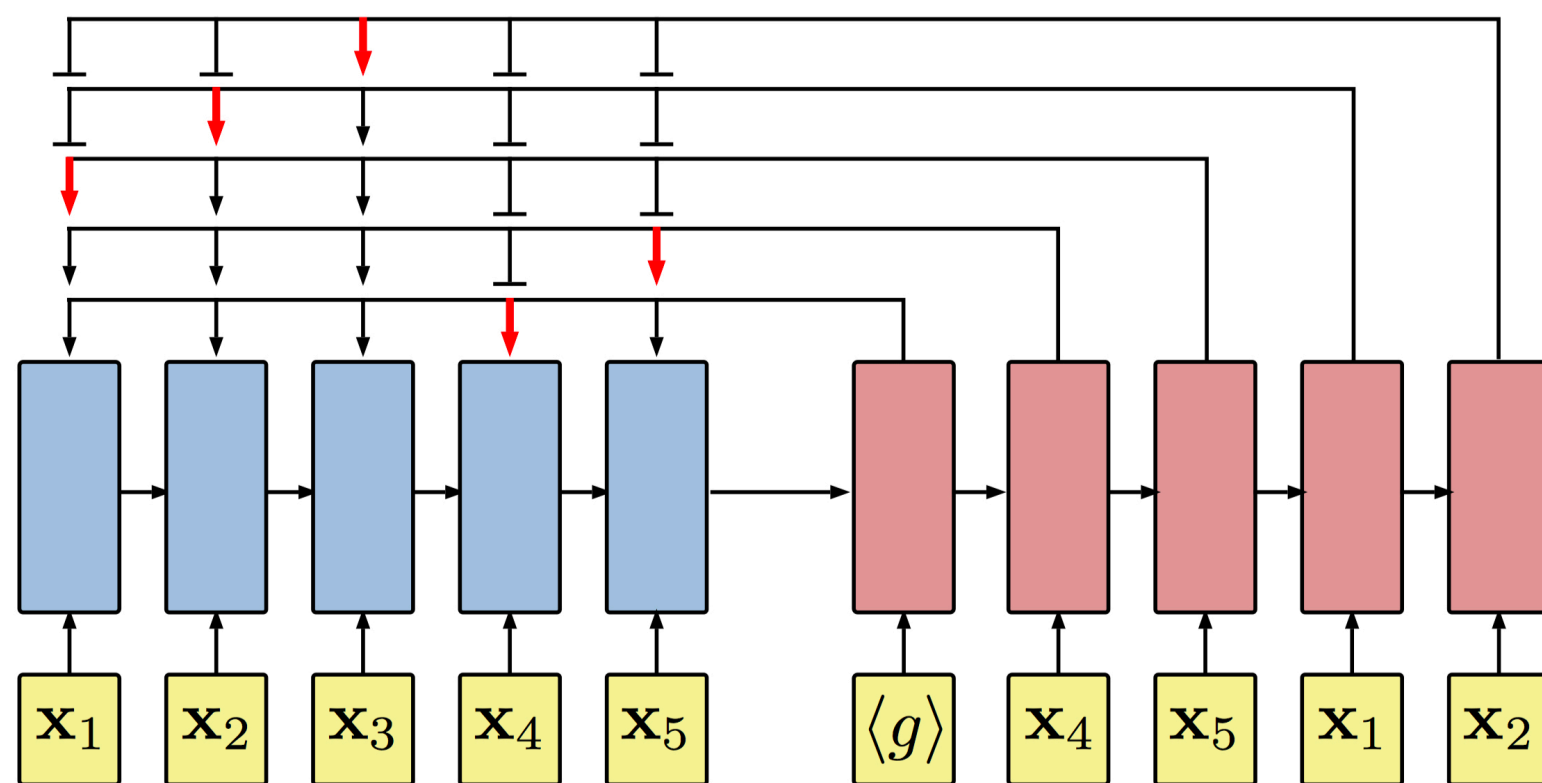 x₁ x₂ x₃ x₄ x₅ ⟨g⟩ x₄ x₅ x₁ x₂